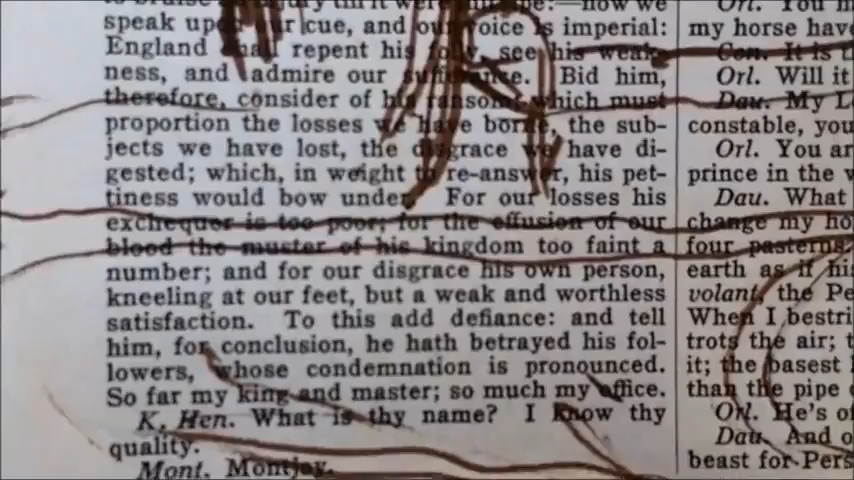 speak upon our cue, and our voice is imperial:
England shall repent his folly, see his weak-
ness, and admire our sufferance. Bid him,
therefore, consider of his ransom; which must
proportion the losses we have borne, the sub-
jects we have lost, the disgrace we have di-
gested; which, in weight to re-answer, his pet-
tiness would bow under. For our losses his
exchequer is too poor; for the effusion of our
blood the muster of his kingdom too faint a
number; and for our disgrace his own person,
kneeling at our feet, but a weak and worthless
satisfaction. To this add defiance: and tell
him, for conclusion, he hath betrayed his fol-
lowers, whose condemnation is pronounced.
So far my king and master; so much my office.
K. Hen. What is thy name? I know thy
quality.
Mont. Montjoy.
my horse have
Con. It is t
Orl. Will it
Dau. My L
constable, you
Orl. You ar
prince in the w
Dau. What
change my ho
four pasterns.
earth as if his
volant, the Pe
When I bestri
trots the air; t
it; the basest
than the pipe
Orl. He's of
Dau. And o
beast for Pers